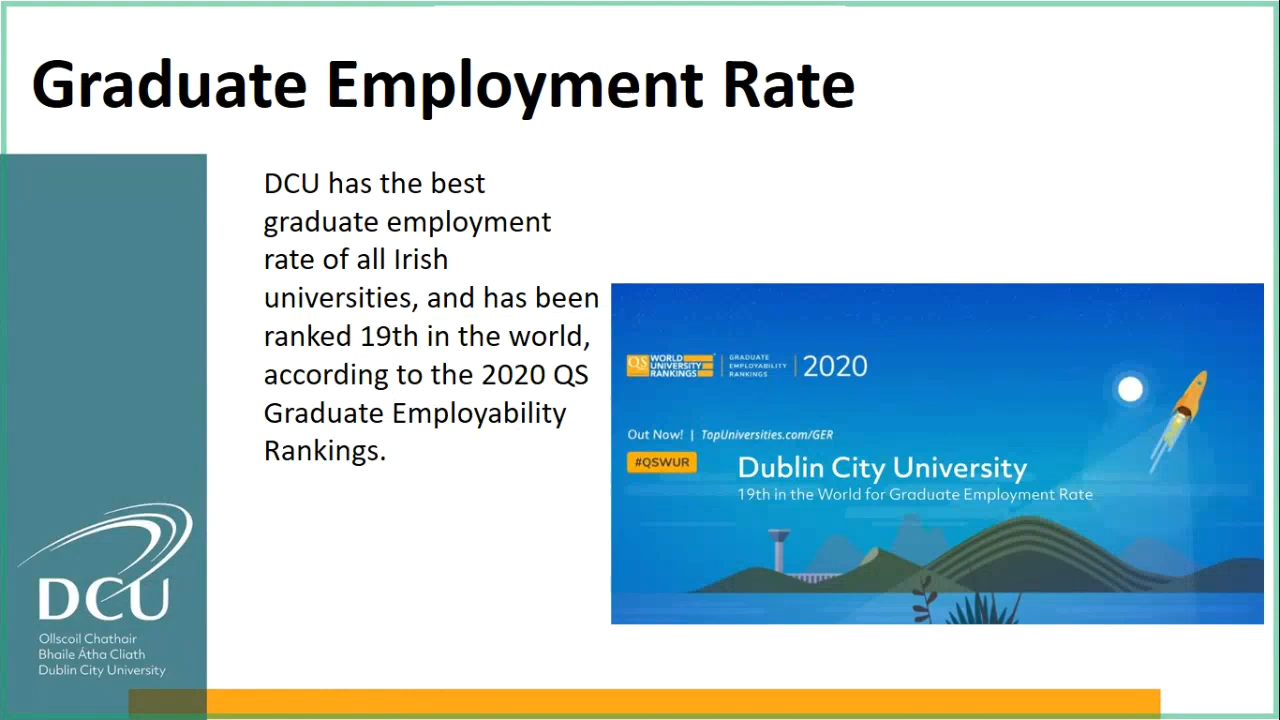 Graduate Employment Rate
DCU has the best
graduate employment
rate of all Irish
universities, and has been
ranked 19th in the world,
according to the 2020 QS
Graduate Employability
Rankings.
QS WORLD UNIVERSITY RANKINGS
GRADUATE EMPLOYABILITY RANKINGS
2020
Out Now! | TopUniversities.com/GER
#QSWUR
Dublin City University
19th in the World for Graduate Employment Rate
DCU
Ollscoil Chathair
Bhaile Átha Cliath
Dublin City University